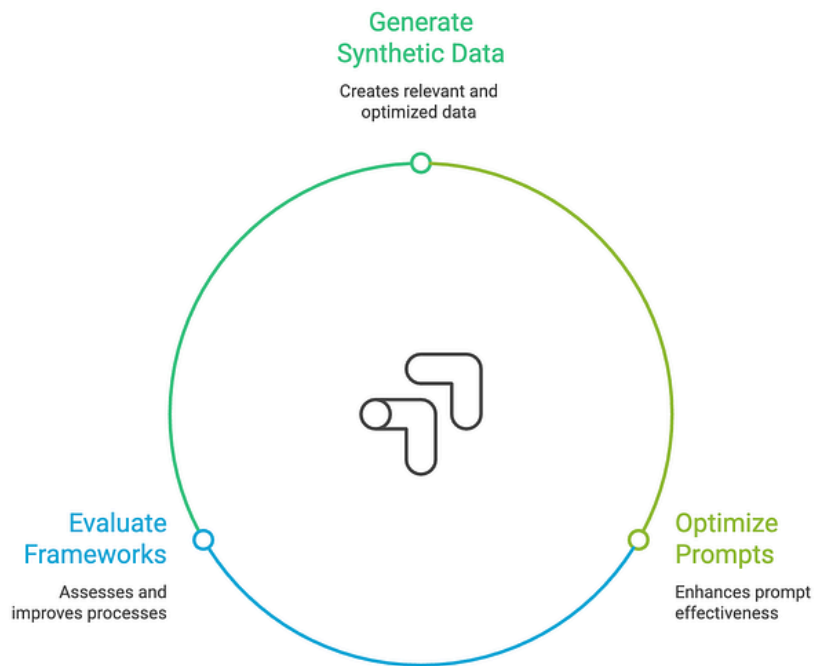 Generate
Synthetic Data
Creates relevant and
optimized data
Evaluate
Frameworks
Assesses and
improves processes
Optimize
Prompts
Enhances prompt
effectiveness